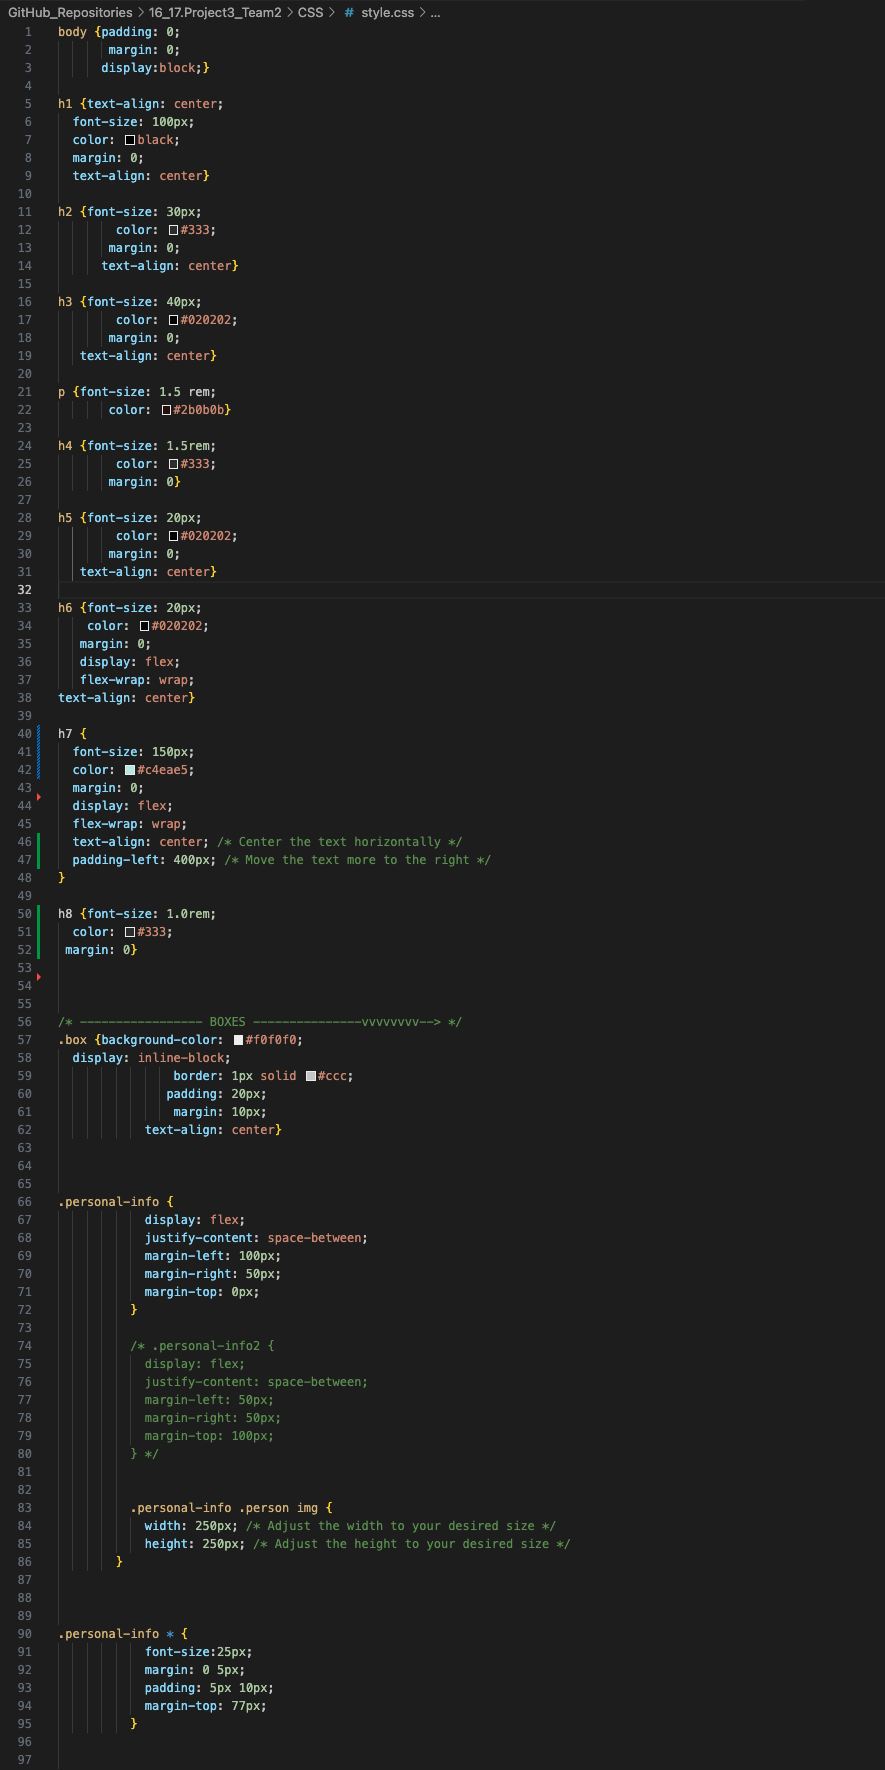 GitHub_Repositories > 16_17.Project3_Team2 > CSS > # style.css > ...
1 body {padding: 0;
2 margin: 0;
3 display:block;}
4
5 h1 {text-align: center;
6 font-size: 100px;
7 color: black;
8 margin: 0;
9 text-align: center}
10
11 h2 {font-size: 30px;
12 color: #333;
13 margin: 0;
14 text-align: center}
15
16 h3 {font-size: 40px;
17 color: #020202;
18 margin: 0;
19 text-align: center}
20
21 p {font-size: 1.5 rem;
22 color: #2b0b0b}
23
24 h4 {font-size: 1.5rem;
25 color: #333;
26 margin: 0}
27
28 h5 {font-size: 20px;
29 color: #020202;
30 margin: 0;
31 text-align: center}
32
33 h6 {font-size: 20px;
34 color: #020202;
35 margin: 0;
36 display: flex;
37 flex-wrap: wrap;
38 text-align: center}
39
40 h7 {
41 font-size: 150px;
42 color: #c4eae5;
43 margin: 0;
44 display: flex;
45 flex-wrap: wrap;
46 text-align: center; /* Center the text horizontally */
47 padding-left: 400px; /* Move the text more to the right */
48 }
49
50 h8 {font-size: 1.0rem;
51 color: #333;
52 margin: 0}
53
54
55
56 /* ----------------- BOXES ---------------vvvvvvvv--> */
57 .box {background-color: #f0f0f0;
58 display: inline-block;
59 border: 1px solid #ccc;
60 padding: 20px;
61 margin: 10px;
62 text-align: center}
63
64
65
66 .personal-info {
67 display: flex;
68 justify-content: space-between;
69 margin-left: 100px;
70 margin-right: 50px;
71 margin-top: 0px;
72 }
73
74 /* .personal-info2 {
75 display: flex;
76 justify-content: space-between;
77 margin-left: 50px;
78 margin-right: 50px;
79 margin-top: 100px;
80 } */
81
82
83 .personal-info .person img {
84 width: 250px; /* Adjust the width to your desired size */
85 height: 250px; /* Adjust the height to your desired size */
86 }
87
88
89
90 .personal-info * {
91 font-size:25px;
92 margin: 0 5px;
93 padding: 5px 10px;
94 margin-top: 77px;
95 }
96
97